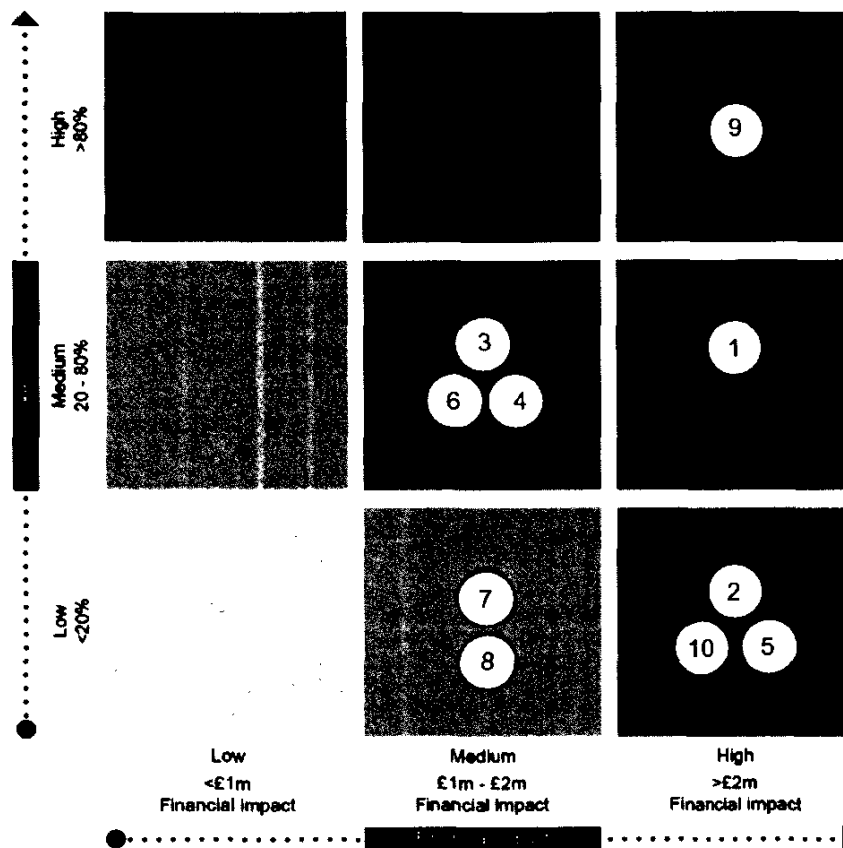 High
>80%
9
Medium
20 - 80%
3
1
6
4
Low
<20%
7
2
8
10
5
Low
Medium
High
<£1m
£1m - £2m
>£2m
Financial impact
Financial impact
Financial impact